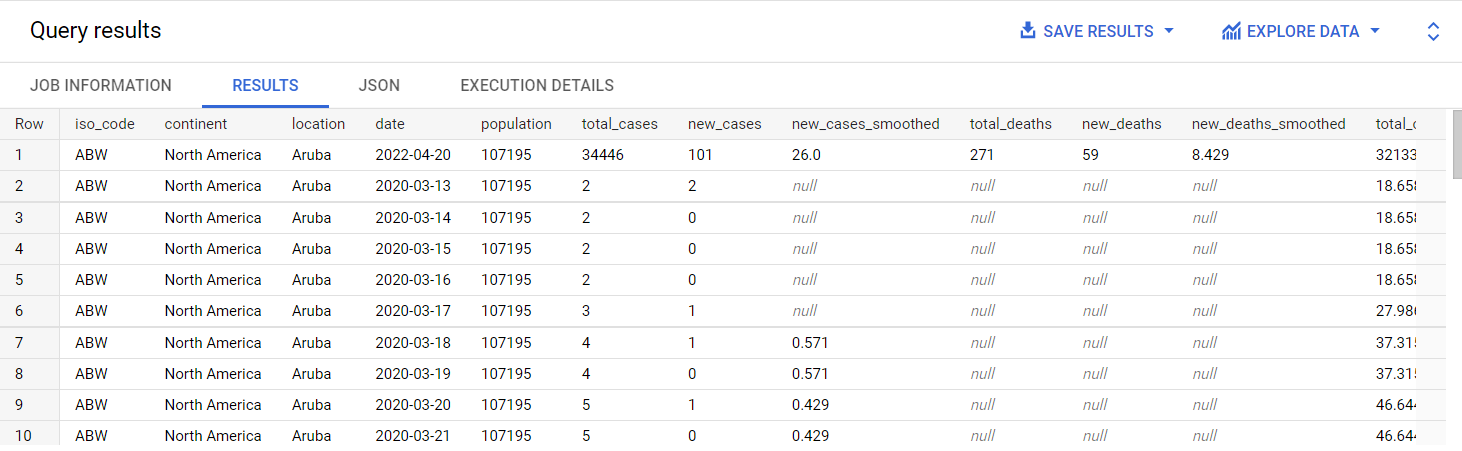 Query results SAVE RESULTS EXPLORE DATA
JOB INFORMATION RESULTS JSON EXECUTION DETAILS
Row iso_code continent location date population total_cases new_cases new_cases_smoothed total_deaths new_deaths new_deaths_smoothed total_c
1 ABW North America Aruba 2022-04-20 107195 34446 101 26.0 271 59 8.429 32133
2 ABW North America Aruba 2020-03-13 107195 2 2 null null null null 18.658
3 ABW North America Aruba 2020-03-14 107195 2 0 null null null null 18.658
4 ABW North America Aruba 2020-03-15 107195 2 0 null null null null 18.658
5 ABW North America Aruba 2020-03-16 107195 2 0 null null null null 18.658
6 ABW North America Aruba 2020-03-17 107195 3 1 null null null null 27.986
7 ABW North America Aruba 2020-03-18 107195 4 1 0.571 null null null 37.315
8 ABW North America Aruba 2020-03-19 107195 4 0 0.571 null null null 37.315
9 ABW North America Aruba 2020-03-20 107195 5 1 0.429 null null null 46.644
10 ABW North America Aruba 2020-03-21 107195 5 0 0.429 null null null 46.644